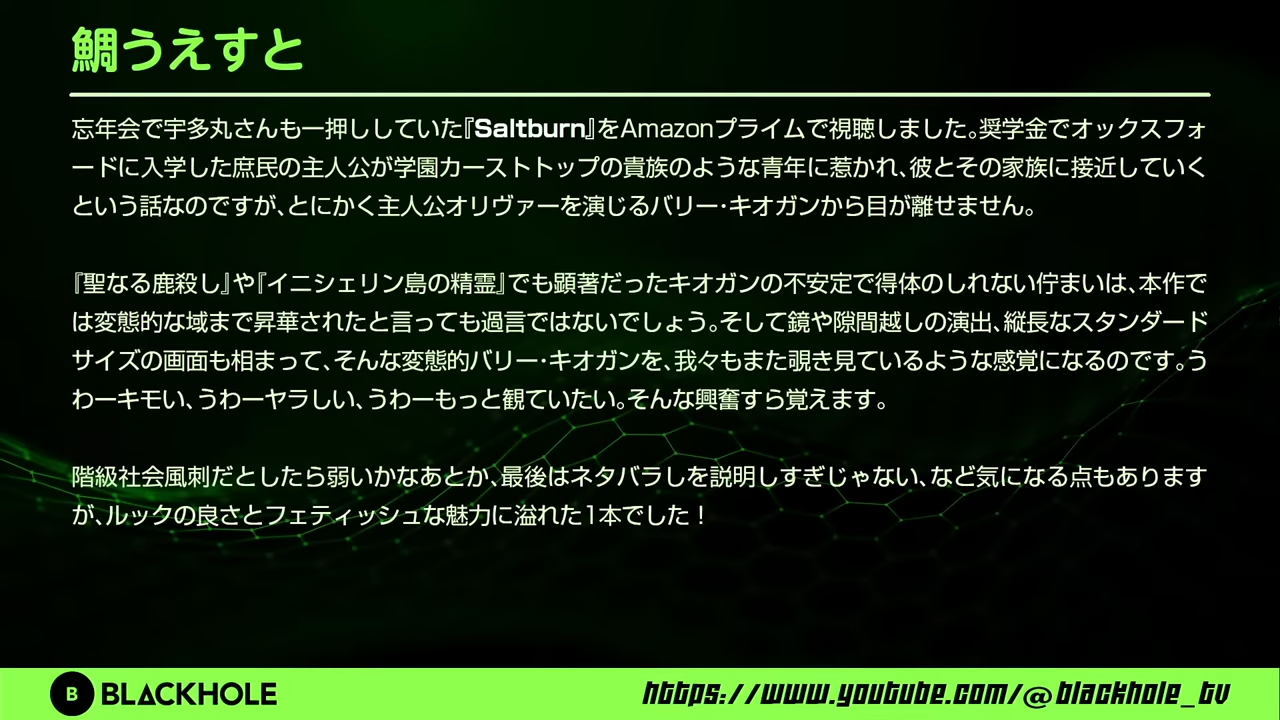 鯛うえすと
忘年会で宇多丸さんも一押ししていた『Saltburn』をAmazonプライムで視聴しました。奨学金でオックスフォ
ードに入学した庶民の主人公が学園カーストトップの貴族のような青年に惹かれ、彼とその家族に接近していく
という話なのですが、とにかく主人公オリヴァーを演じるバリー・キオガンから目が離せません。
『聖なる鹿殺し』や『イニシェリン島の精霊』でも顕著だったキオガンの不安定で得体のしれない佇まいは、本作で
は変態的な域まで昇華されたと言っても過言ではないでしょう。そして鏡や隙間越しの演出、縦長なスタンダード
サイズの画面も相まって、そんな変態的バリー・キオガンを、我々もまた覗き見ているような感覚になるのです。う
わーキモい、うわーヤラしい、うわーもっと観ていたい。そんな興奮すら覚えます。
階級社会風刺だとしたら弱いかなあとか、最後はネタバラしを説明しすぎじゃない、など気になる点もあります
が、ルックの良さとフェティッシュな魅力に溢れた1本でした！
B BLACKHOLE
https://www.youtube.com/@blackhole_tv